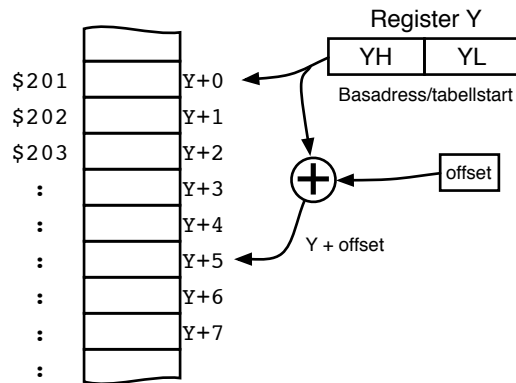 Register Y
YH YL
Basadress/tabellstart
$201 Y+0
$202 Y+1
$203 Y+2
: Y+3
: Y+4
: Y+5
: Y+6
: Y+7
:
offset
Y + offset